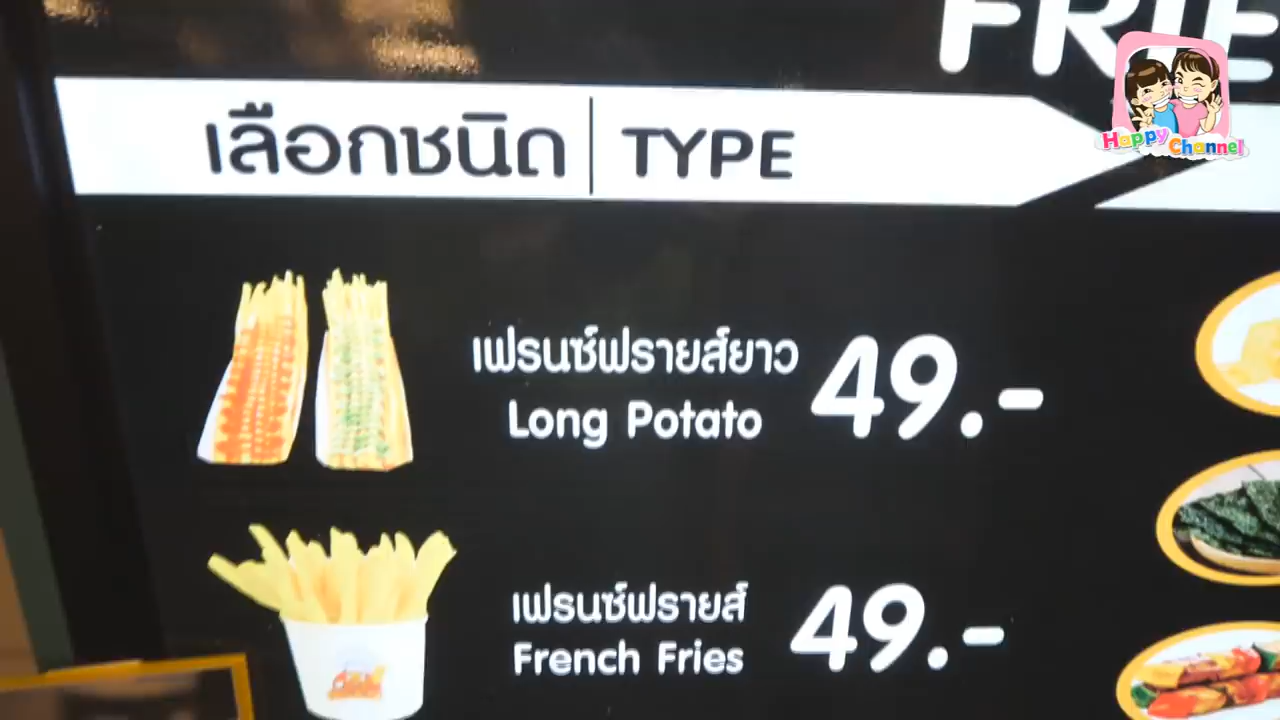 FRIE
Happy Channel
เลือกชนิด | TYPE
เฟรนซ์ฟรายส์ยาว 49.-
Long Potato
เฟรนซ์ฟรายส์ 49.-
French Fries